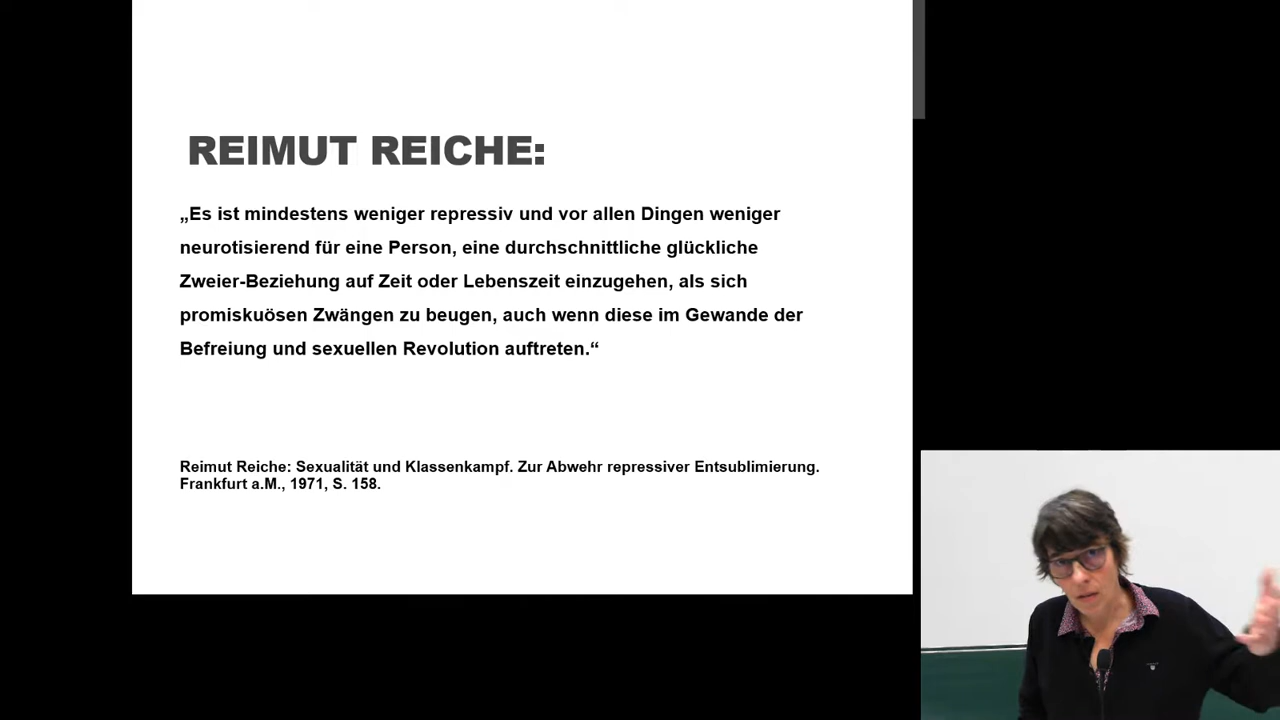 REIMUT REICHE:
„Es ist mindestens weniger repressiv und vor allen Dingen weniger
neurotisierend für eine Person, eine durchschnittliche glückliche
Zweier-Beziehung auf Zeit oder Lebenszeit einzugehen, als sich
promiskuösen Zwängen zu beugen, auch wenn diese im Gewande der
Befreiung und sexuellen Revolution auftreten.“
Reimut Reiche: Sexualität und Klassenkampf. Zur Abwehr repressiver Entsublimierung.
Frankfurt a.M., 1971, S. 158.